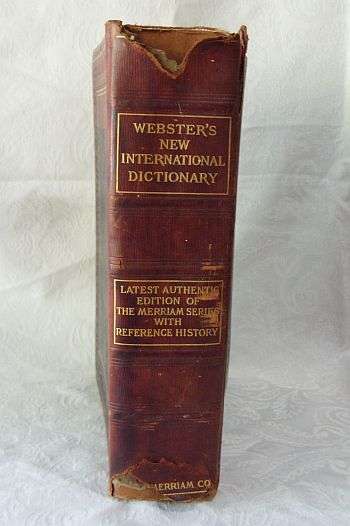 WEBSTER'S
NEW
INTERNATIONAL
DICTIONARY
LATEST AUTHENTIC
EDITION OF
THE MERRIAM SERIES
WITH
REFERENCE HISTORY
MERRIAM CO